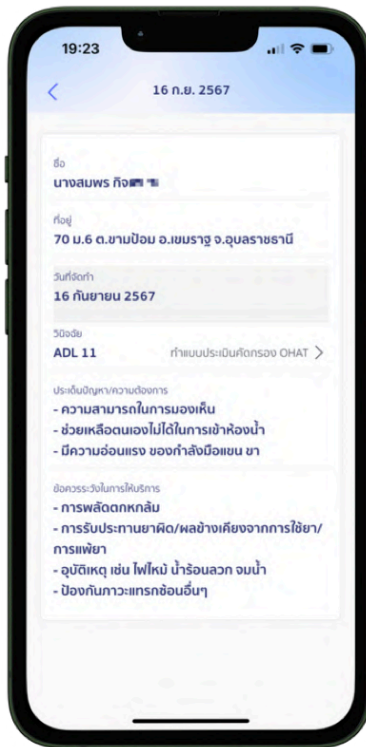 19:23
16 ก.ย. 2567
ชื่อ
นางสมพร กิจ
ที่อยู่
70 ม.6 ต.ขามป้อม อ.เขมราฐ จ.อุบลราชธานี
วันที่จัดทำ
16 กันยายน 2567
วินิจฉัย
ADL 11 ทำแบบประเมินคัดกรอง OHAT
ประเด็นปัญหา/ความต้องการ
- ความสามารถในการมองเห็น
- ช่วยเหลือตนเองไม่ได้ในการเข้าห้องน้ำ
- มีความอ่อนแรง ของกำลังมือแขน ขา
ข้อควรระวังในการให้บริการ
- การพลัดตกหกล้ม
- การรับประทานยาผิด/ผลข้างเคียงจากการใช้ยา/
การแพ้ยา
- อุบัติเหตุ เช่น ไฟไหม้ น้ำร้อนลวก จมน้ำ
- ป้องกันภาวะแทรกซ้อนอื่นๆ